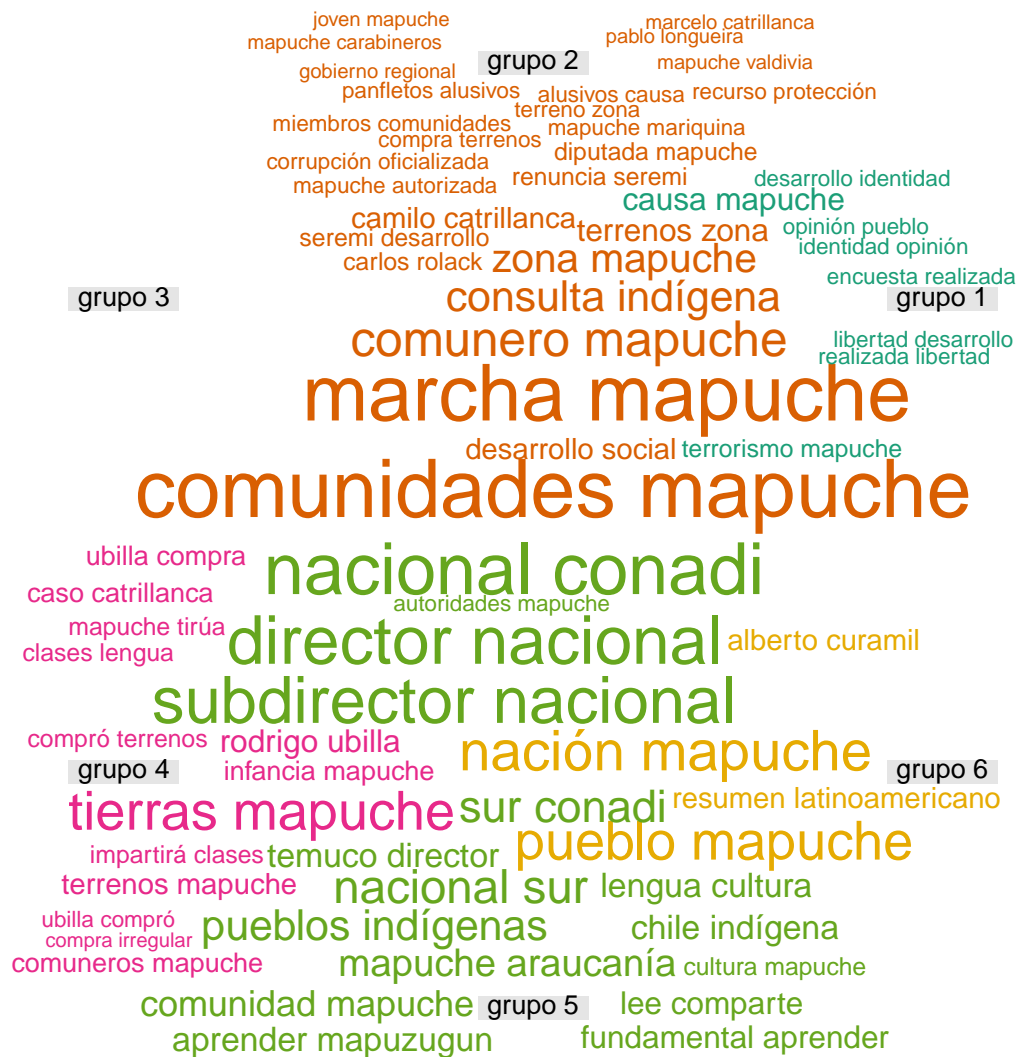 joven mapuche
marcelo catrillanca
mapuche carabineros
pablo longueira
grupo 2
mapuche valdivia
gobierno regional
panfletos alusivos
alusivos causa
recurso protección
terreno zona
miembros comunidades
mapuche mariquina
compra terrenos
diputada mapuche
corrupción oficializada
mapuche autorizada
renuncia seremi
desarrollo identidad
causa mapuche
camilo catrillanca
terrenos zona
opinión pueblo
seremi desarrollo
identidad opinión
carlos rolack
zona mapuche
encuesta realizada
grupo 3
consulta indígena
grupo 1
comunero mapuche
libertad desarrollo
realizada libertad
marcha mapuche
desarrollo social
terrorismo mapuche
comunidades mapuche
ubilla compra
nacional conadi
caso catrillanca
autoridades mapuche
mapuche tirúa
director nacional
alberto curamil
clases lengua
subdirector nacional
compró terrenos
rodrigo ubilla
nación mapuche
grupo 4
infancia mapuche
grupo 6
tierras mapuche
sur conadi
resumen latinoamericano
impartirá clases
temuco director
pueblo mapuche
terrenos mapuche
nacional sur
lengua cultura
ubilla compró
pueblos indígenas
chile indígena
compra irregular
comuneros mapuche
mapuche araucanía
cultura mapuche
comunidad mapuche
grupo 5
lee comparte
aprender mapuzugun
fundamental aprender